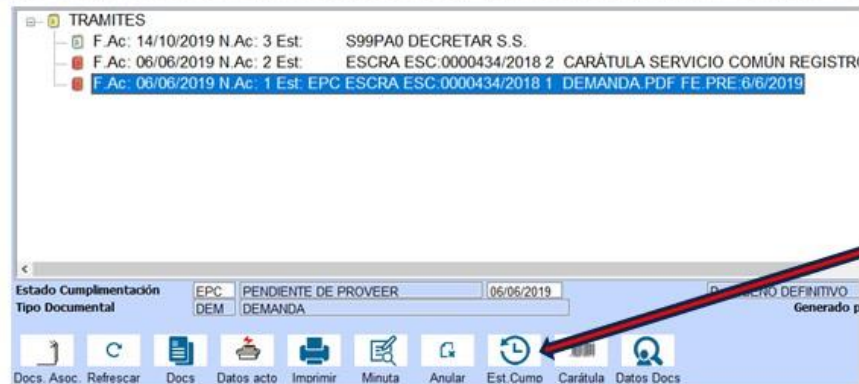 TRAMITES
F.Ac: 14/10/2019 N.Ac: 3 Est: S99PA0 DECRETAR S.S.
F.Ac: 06/06/2019 N.Ac: 2 Est: ESCRA ESC:0000434/2018 2 CARÁTULA SERVICIO COMÚN REGISTRO
F.Ac: 06/06/2019 N.Ac: 1 Est: EPC ESCRA ESC:0000434/2018 1 DEMANDA.PDF FE.PRE:6/6/2019
Estado Cumplimentación EPC PENDIENTE DE PROVEER 06/06/2019 DEFINITIVO
Tipo Documental DEM DEMANDA Generado p
Docs. Asoc. Refrescar Docs Datos acto Imprimir Minuta Anular Est.Cump Carátula Datos Docs